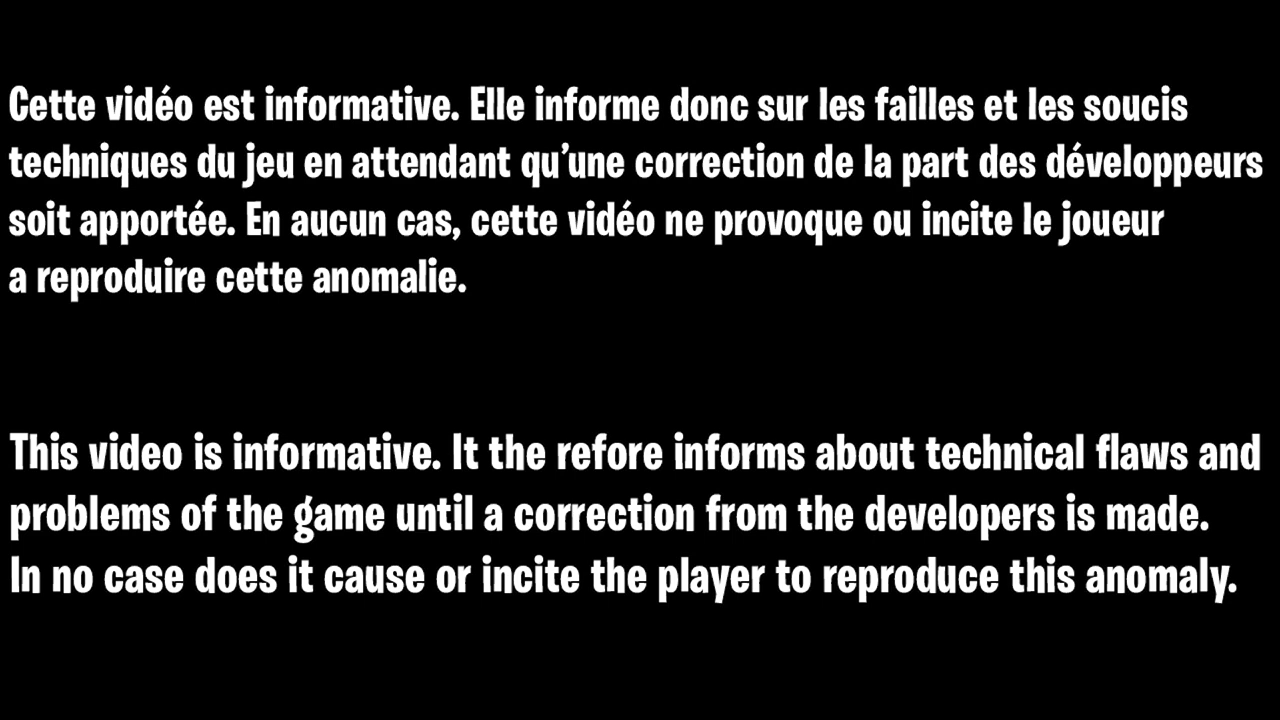 Cette vidéo est informative. Elle informe donc sur les failles et les soucis
techniques du jeu en attendant qu'une correction de la part des développeurs
soit apportée. En aucun cas, cette vidéo ne provoque ou incite le joueur
a reproduire cette anomalie.
This video is informative. It the refore informs about technical flaws and
problems of the game until a correction from the developers is made.
In no case does it cause or incite the player to reproduce this anomaly.